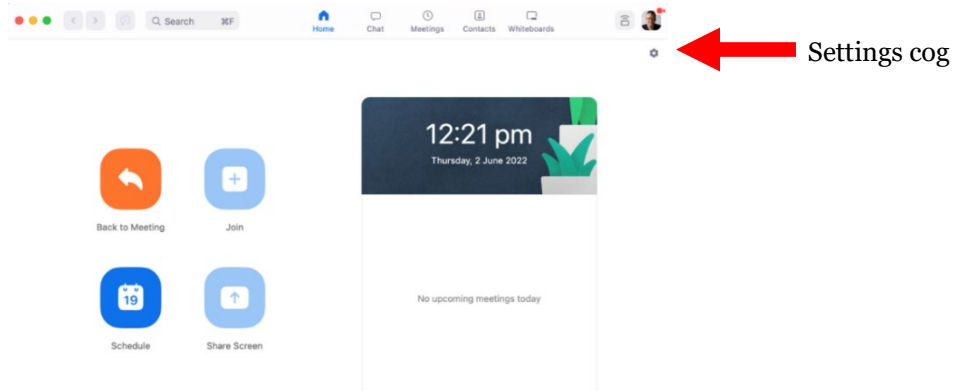 Search ⌘F
Home
Chat
Meetings
Contacts
Whiteboards
Settings cog
12:21 pm
Thursday, 2 June 2022
Back to Meeting
Join
19
Schedule
Share Screen
No upcoming meetings today